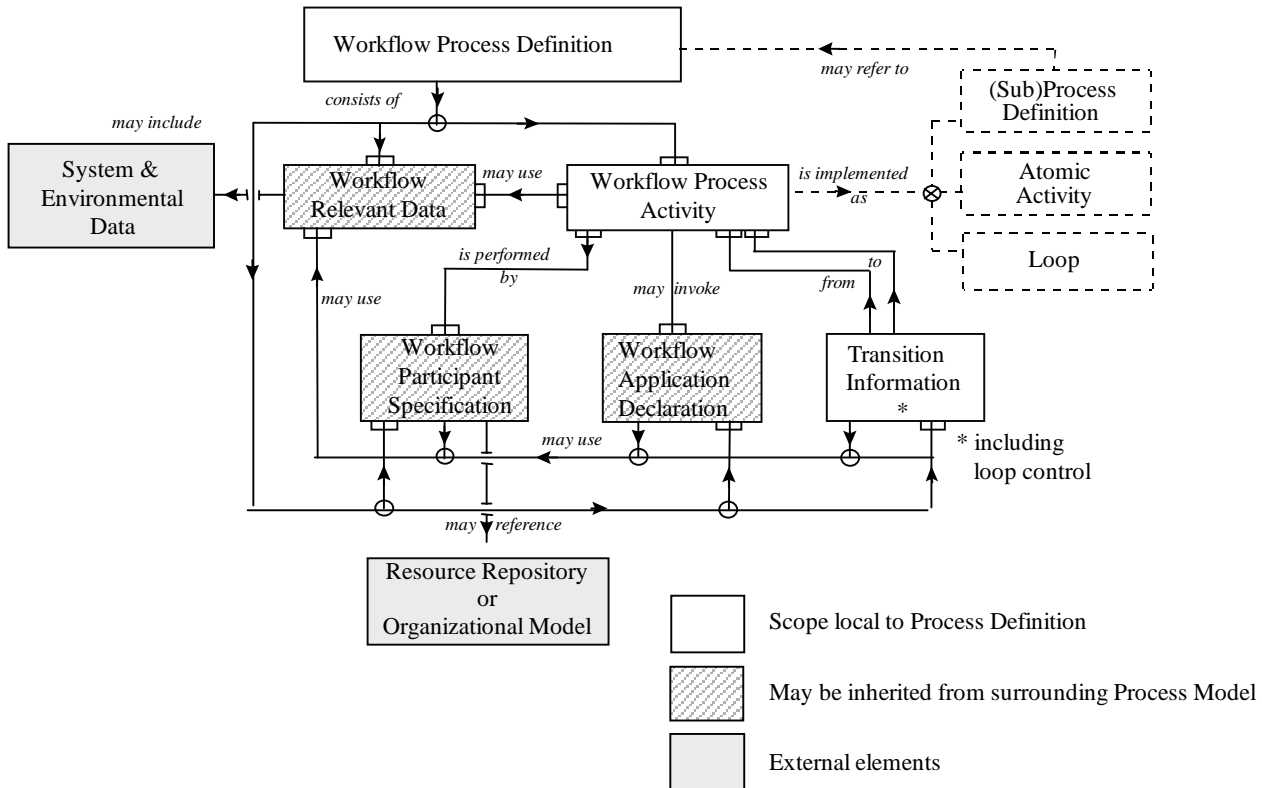 Workflow Process Definition
may refer to
consists of
(Sub)Process
Definition
may include
System &
Environmental
Data
Workflow
Relevant Data
may use
Workflow Process
Activity
is implemented
as
Atomic
Activity
Loop
is performed
by
may use
may invoke
from
to
Workflow
Participant
Specification
Workflow
Application
Declaration
Transition
Information
*
may use
* including
loop control
may reference
Resource Repository
or
Organizational Model
Scope local to Process Definition
May be inherited from surrounding Process Model
External elements